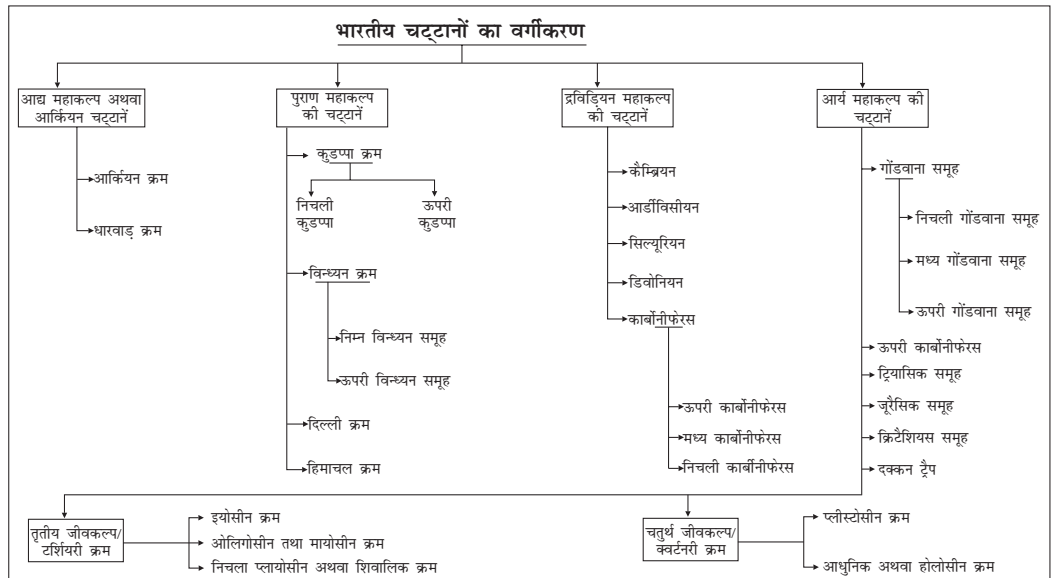 भारतीय चट्टानों का वर्गीकरण
आद्य महाकल्प अथवा
आर्कियन चट्टानें
आर्कियन क्रम
धारवाड़ क्रम
पुराण महाकल्प
की चट्टानें
कुडप्पा क्रम
निचली
कुडप्पा
ऊपरी
कुडप्पा
विन्ध्यन क्रम
निम्न विन्ध्यन समूह
ऊपरी विन्ध्यन समूह
दिल्ली क्रम
हिमाचल क्रम
द्रविड़ियन महाकल्प
की चट्टानें
कैम्ब्रियन
आर्डोविसीयन
सिल्यूरियन
डिवोनियन
कार्बोनीफेरस
ऊपरी कार्बोनीफेरस
मध्य कार्बोनीफेरस
निचली कार्बोनीफेरस
आर्य महाकल्प की
चट्टानें
गोंडवाना समूह
निचली गोंडवाना समूह
मध्य गोंडवाना समूह
ऊपरी गोंडवाना समूह
ऊपरी कार्बोनीफेरस
ट्रियासिक समूह
जूरैसिक समूह
क्रिटैशियस समूह
दक्कन ट्रैप
तृतीय जीवकल्प/
टर्शियरी क्रम
इयोसीन क्रम
ओलिगोसीन तथा मायोसीन क्रम
निचला प्लायोसीन अथवा शिवालिक क्रम
चतुर्थ जीवकल्प/
क्वर्टनरी क्रम
प्लीस्टोसीन क्रम
आधुनिक अथवा होलोसीन क्रम